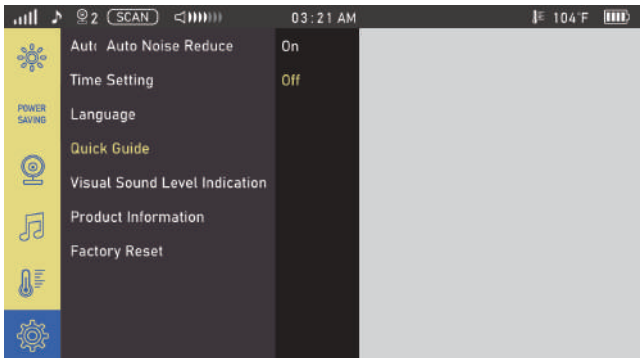 2 SCAN 03:21 AM 104°F
Aut Auto Noise Reduce On
Time Setting Off
POWER SAVING
Language
Quick Guide
Visual Sound Level Indication
Product Information
Factory Reset